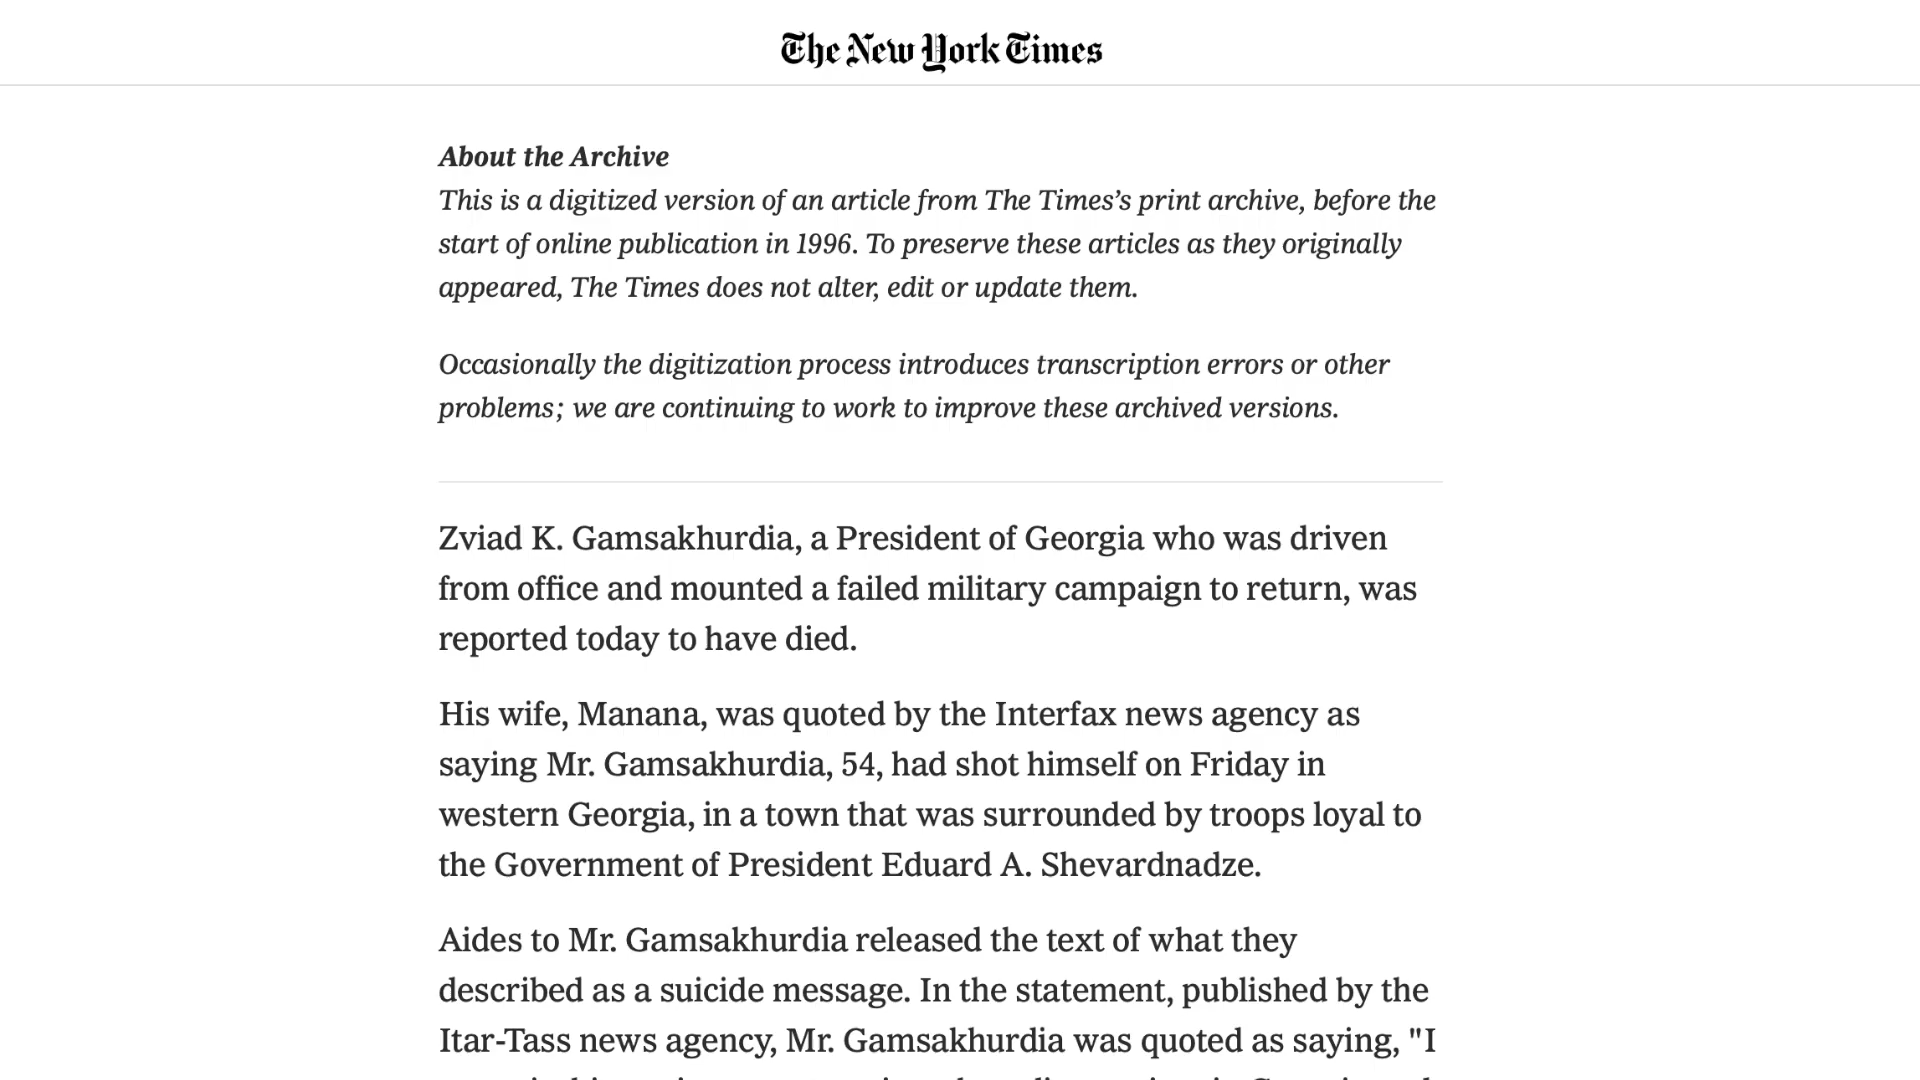 The New York Times
About the Archive
This is a digitized version of an article from The Times’s print archive, before the
start of online publication in 1996. To preserve these articles as they originally
appeared, The Times does not alter, edit or update them.
Occasionally the digitization process introduces transcription errors or other
problems; we are continuing to work to improve these archived versions.
Zviad K. Gamsakhurdia, a President of Georgia who was driven
from office and mounted a failed military campaign to return, was
reported today to have died.
His wife, Manana, was quoted by the Interfax news agency as
saying Mr. Gamsakhurdia, 54, had shot himself on Friday in
western Georgia, in a town that was surrounded by troops loyal to
the Government of President Eduard A. Shevardnadze.
Aides to Mr. Gamsakhurdia released the text of what they
described as a suicide message. In the statement, published by the
Itar-Tass news agency, Mr. Gamsakhurdia was quoted as saying, "I